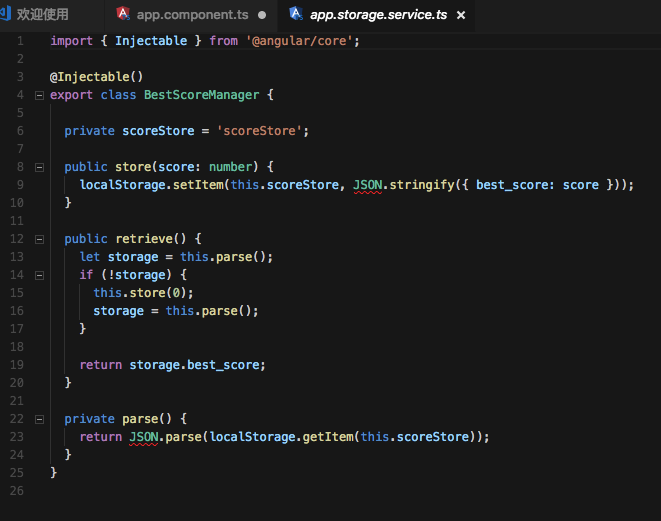 欢迎使用
app.component.ts
app.storage.service.ts
1 import { Injectable } from '@angular/core';
2
3 @Injectable()
4 export class BestScoreManager {
5
6 private scoreStore = 'scoreStore';
7
8 public store(score: number) {
9 localStorage.setItem(this.scoreStore, JSON.stringify({ best_score: score }));
10 }
11
12 public retrieve() {
13 let storage = this.parse();
14 if (!storage) {
15 this.store(0);
16 storage = this.parse();
17 }
18
19 return storage.best_score;
20 }
21
22 private parse() {
23 return JSON.parse(localStorage.getItem(this.scoreStore));
24 }
25 }
26